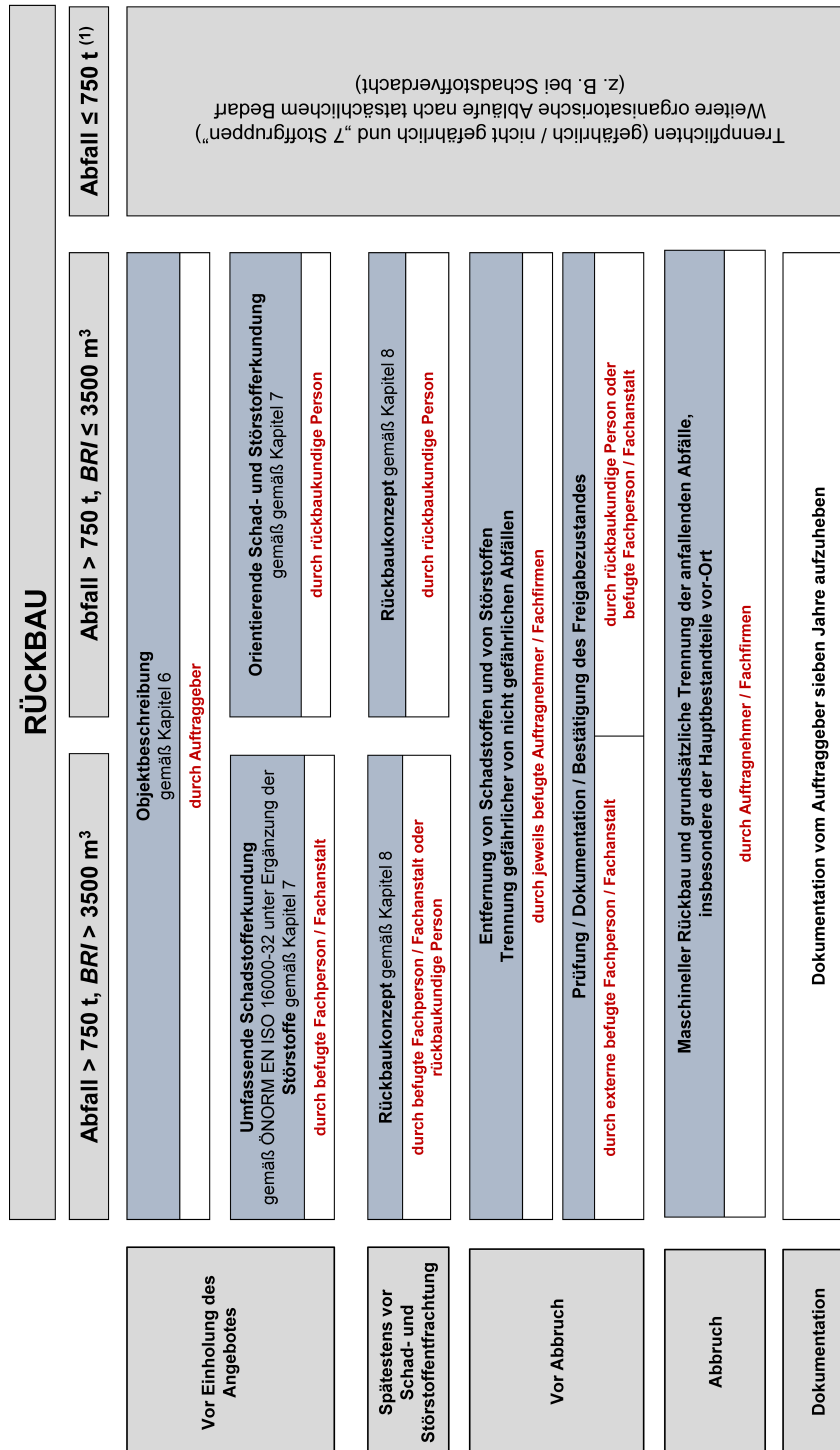 RÜCKBAU
Abfall > 750 t, BRI > 3500 m³
Abfall > 750 t, BRI ≤ 3500 m³
Abfall ≤ 750 t (1)
Vor Einholung des
Angebotes
Objektbeschreibung
gemäß Kapitel 6
durch Auftraggeber
Umfassende Schadstofferkundung
gemäß ÖNORM EN ISO 16000-32 unter Ergänzung der
Störstoffe gemäß Kapitel 7
durch befugte Fachperson / Fachanstalt
Orientierende Schad- und Störstofferkundung
gemäß gemäß Kapitel 7
durch rückbaukundige Person
Spätestens vor
Schad- und
Störstoffentfrachtung
Rückbaukonzept gemäß Kapitel 8
durch befugte Fachperson / Fachanstalt oder
rückbaukundige Person
Rückbaukonzept gemäß Kapitel 8
durch rückbaukundige Person
Vor Abbruch
Entfernung von Schadstoffen und von Störstoffen
Trennung gefährlicher von nicht gefährlichen Abfällen
durch jeweils befugte Auftragnehmer / Fachfirmen
Prüfung / Dokumentation / Bestätigung des Freigabezustandes
durch externe befugte Fachperson / Fachanstalt
durch rückbaukundige Person oder
befugte Fachperson / Fachanstalt
Abbruch
Maschineller Rückbau und grundsätzliche Trennung der anfallenden Abfälle,
insbesondere der Hauptbestandteile vor-Ort
durch Auftragnehmer / Fachfirmen
Dokumentation
Dokumentation vom Auftraggeber sieben Jahre aufzuheben
Trennpflichten (gefährlich / nicht gefährlich und „7 Stoffgruppen”)
Weitere organisatorische Abläufe nach tatsächlichem Bedarf
(z. B. bei Schadstoffverdacht)